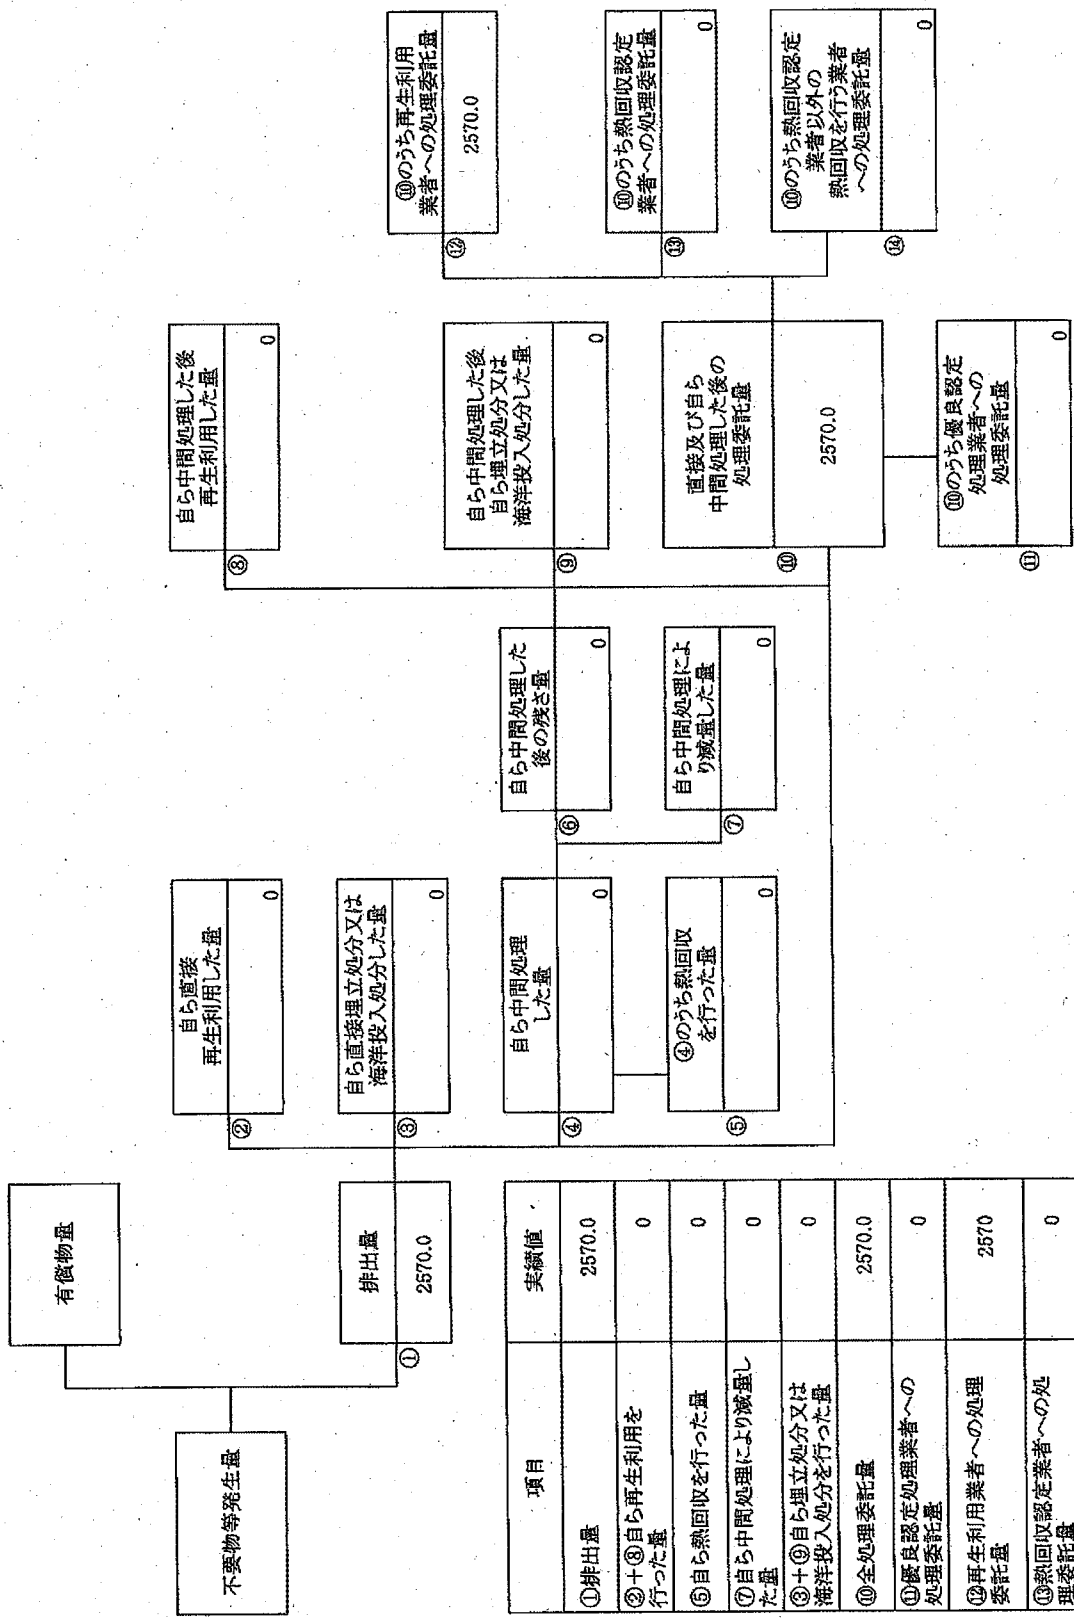 不要物等発生量
有償物量
①
排出量
2570.0
②
自ら直接
再生利用した量
0
③
自ら直接埋立処分又は
海洋投入処分した量
0
④
自ら中間処理
した量
0
⑤
④のうち熱回収
を行った量
0
⑥
自ら中間処理した
後の残さ量
0
⑦
自ら中間処理によ
り減量した量
0
⑧
自ら中間処理した後
再生利用した量
0
⑨
自ら中間処理した後
自ら埋立処分又は
海洋投入処分した量
0
⑩
直接及び自ら
中間処理した後の
処理委託量
2570.0
⑪
⑩のうち優良認定
処理業者への
処理委託量
0
⑫
⑩のうち再生利用
業者への処理委託量
2570.0
⑬
⑩のうち熱回収認定
業者への処理委託量
0
⑭
⑩のうち熱回収認定
業者以外の
熱回収を行う業者
への処理委託量
0
項目 実績値
①排出量 2570.0
②+⑧自ら再生利用を
行った量 0
⑤自ら熱回収を行った量 0
⑦自ら中間処理により減量し
た量 0
③+⑨自ら埋立処分又は
海洋投入処分を行った量 0
⑩全処理委託量 2570.0
⑪優良認定処理業者への
処理委託量 0
⑫再生利用業者への処理
委託量 2570
⑬熱回収認定業者への処
理委託量 0